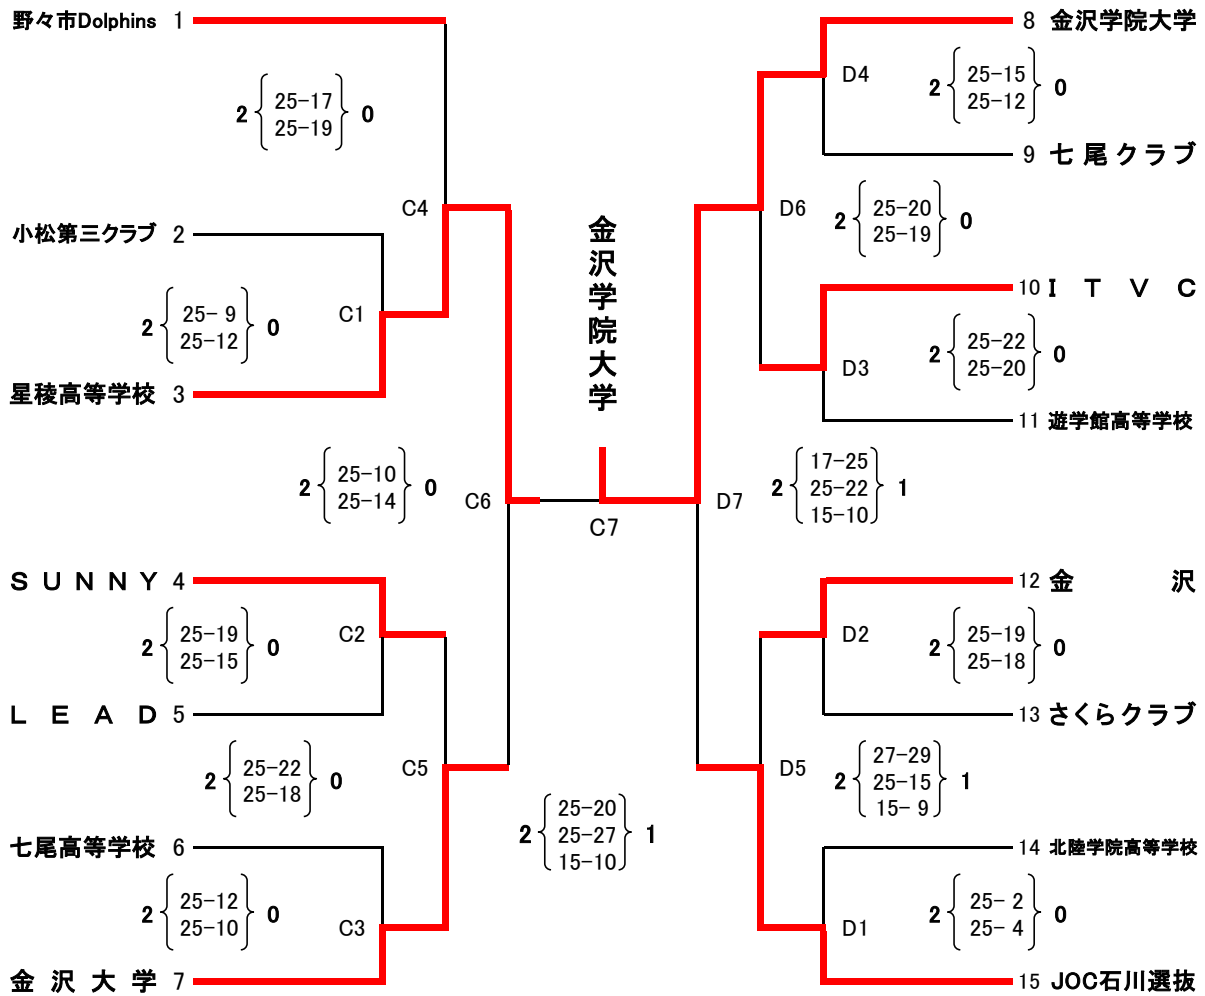 野々市Dolphins 1
2 25-17 0
25-19
C4
小松第三クラブ 2
2 25- 9 0
25-12
C1
星稜高等学校 3
2 25-10 0
25-14
C6
SUNNY 4
2 25-19 0
25-15
C2
LEAD 5
2 25-22 0
25-18
C5
七尾高等学校 6
2 25-12 0
25-10
C3
金沢大学 7
金沢学院大学
C7
25-20
2 25-27 1
15-10
8 金沢学院大学
D4
2 25-15 0
25-12
9 七尾クラブ
D6
2 25-20 0
25-19
10 ITVC
D3
2 25-22 0
25-20
11 遊学館高等学校
D7
17-25
2 25-22 1
15-10
12 金沢
D2
2 25-19 0
25-18
13 さくらクラブ
D5
27-29
2 25-15 1
15- 9
14 北陸学院高等学校
D1
2 25- 2 0
25- 4
15 JOC石川選抜